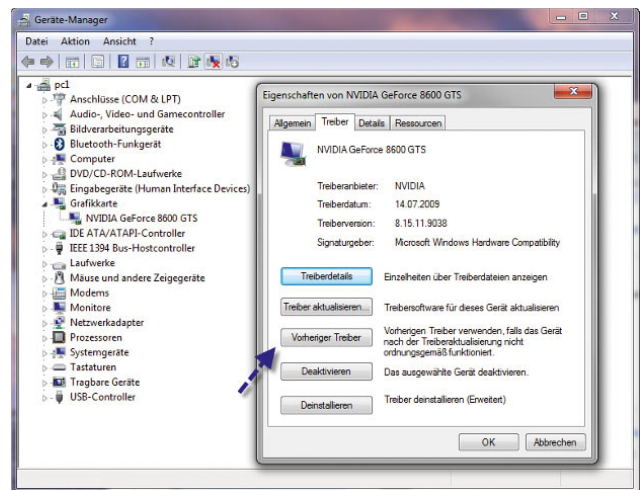 Geräte-Manager
Datei Aktion Ansicht ?
pc1
Anschlüsse (COM & LPT)
Audio-, Video- und Gamecontroller
Bildverarbeitungsgeräte
Bluetooth-Funkgerät
Computer
DVD/CD-ROM-Laufwerke
Eingabegeräte (Human Interface Devices)
Grafikkarte
NVIDIA GeForce 8600 GTS
IDE ATA/ATAPI-Controller
IEEE 1394 Bus-Hostcontroller
Laufwerke
Mäuse und andere Zeigegeräte
Modems
Monitore
Netzwerkadapter
Prozessoren
Systemgeräte
Tastaturen
Tragbare Geräte
USB-Controller
Eigenschaften von NVIDIA GeForce 8600 GTS
Allgemein Treiber Details Ressourcen
NVIDIA GeForce 8600 GTS
Treiberanbieter: NVIDIA
Treiberdatum: 14.07.2009
Treiberversion: 8.15.11.9038
Signaturgeber: Microsoft Windows Hardware Compatibility
Treiberdetails Einzelheiten über Treiberdateien anzeigen
Treiber aktualisieren... Treibersoftware für dieses Gerät aktualisieren
Vorheriger Treiber Vorherigen Treiber verwenden, falls das Gerät
nach der Treiberaktualisierung nicht
ordnungsgemäß funktioniert.
Deaktivieren Das ausgewählte Gerät deaktivieren.
Deinstallieren Treiber deinstallieren (Erweitert)
OK Abbrechen